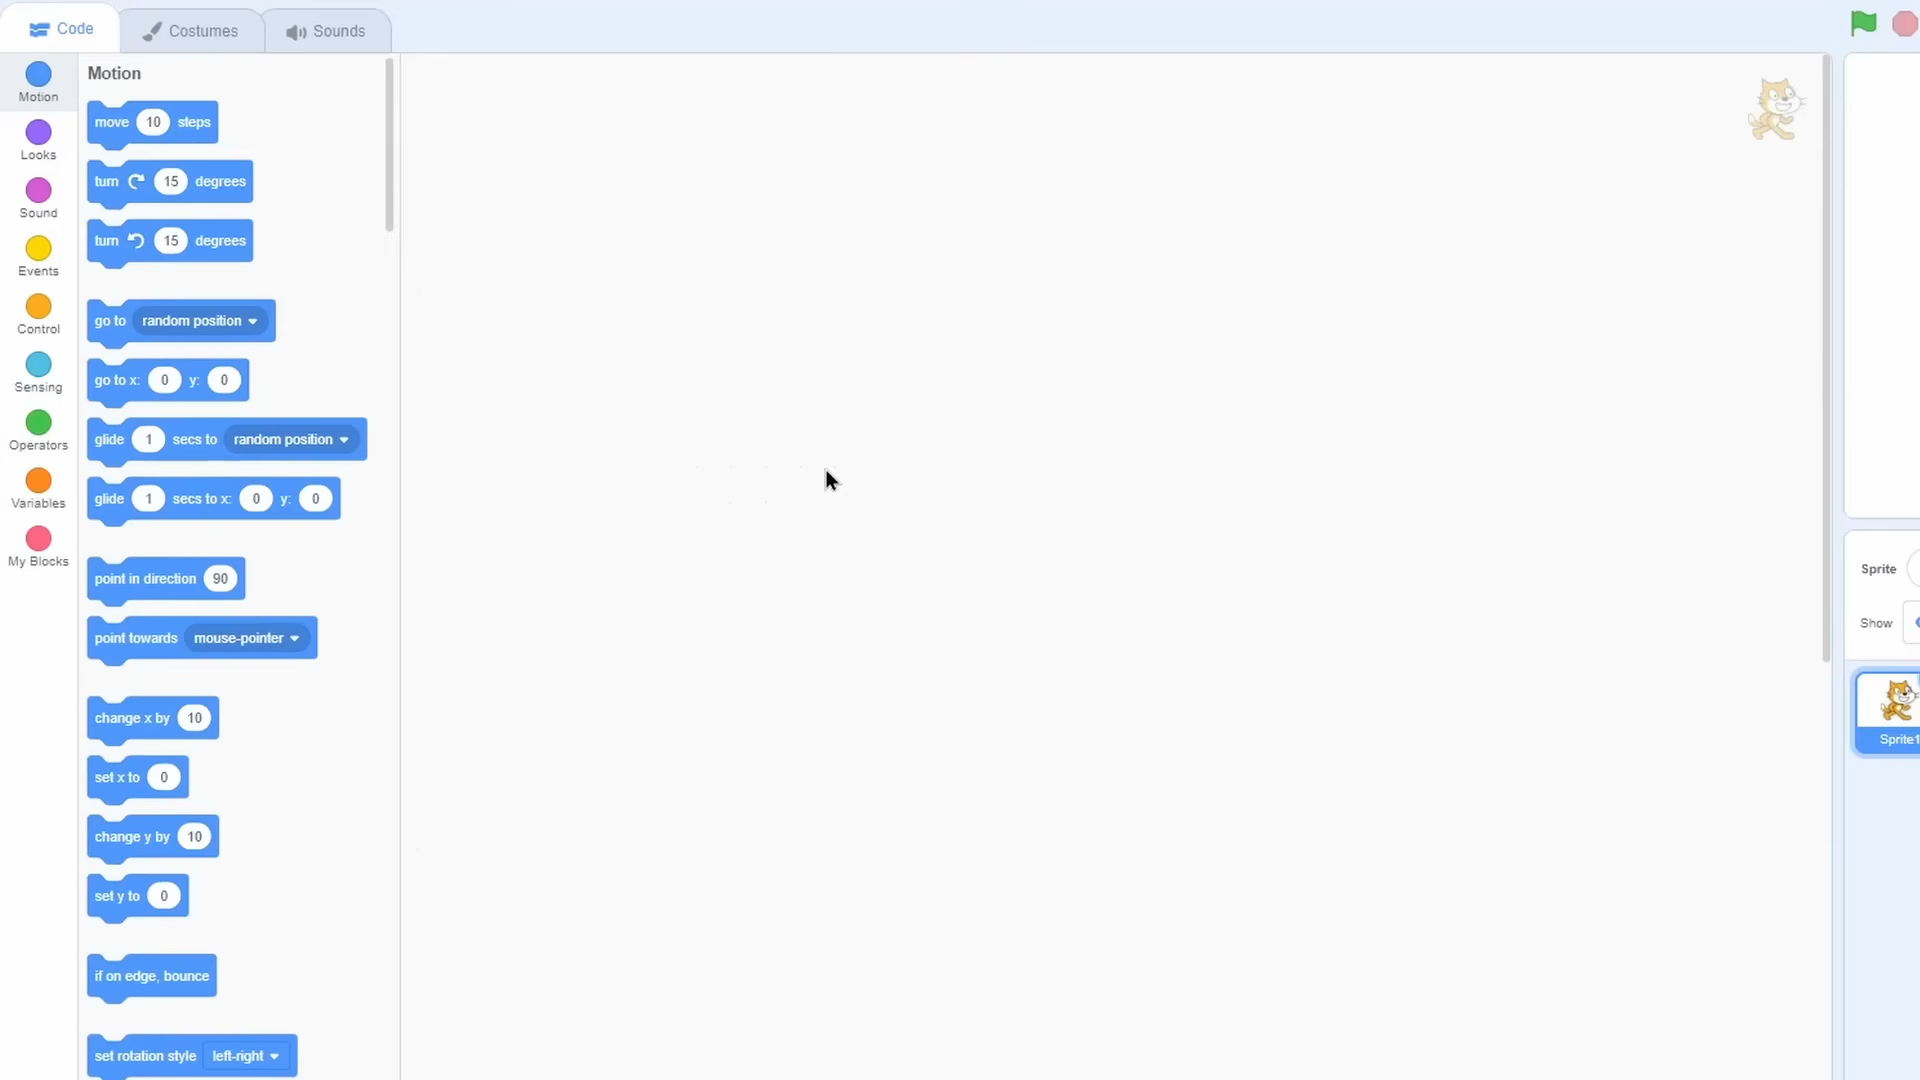 Code
Costumes
Sounds
Motion
Looks
Sound
Events
Control
Sensing
Operators
Variables
My Blocks
Motion
move 10 steps
turn 15 degrees
turn 15 degrees
go to random position
go to x: 0 y: 0
glide 1 secs to random position
glide 1 secs to x: 0 y: 0
point in direction 90
point towards mouse-pointer
change x by 10
set x to 0
change y by 10
set y to 0
if on edge, bounce
set rotation style left-right
Sprite
Show
Sprite1